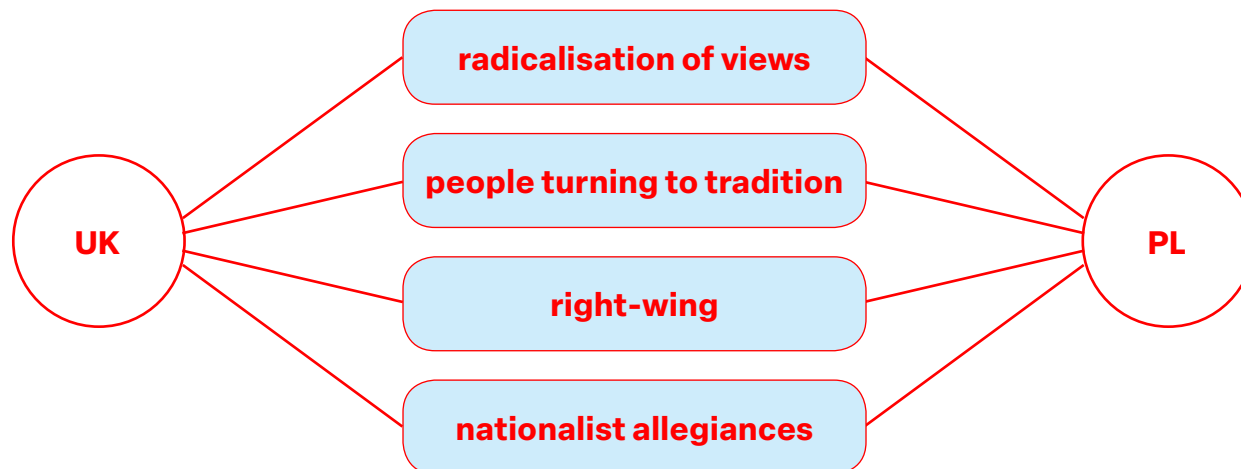 radicalisation of views
people turning to tradition
UK
PL
right-wing
nationalist allegiances